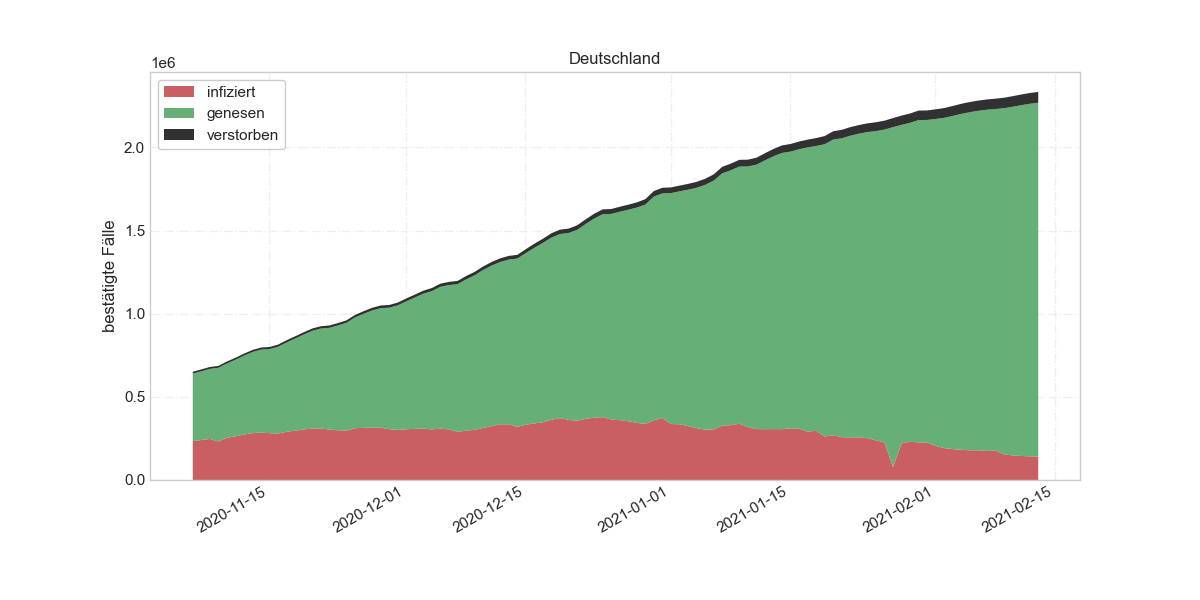 Deutschland
1e6
infiziert
genesen
verstorben
bestätigte Fälle
2.0
1.5
1.0
0.5
0.0
2020-11-15
2020-12-01
2020-12-15
2021-01-01
2021-01-15
2021-02-01
2021-02-15